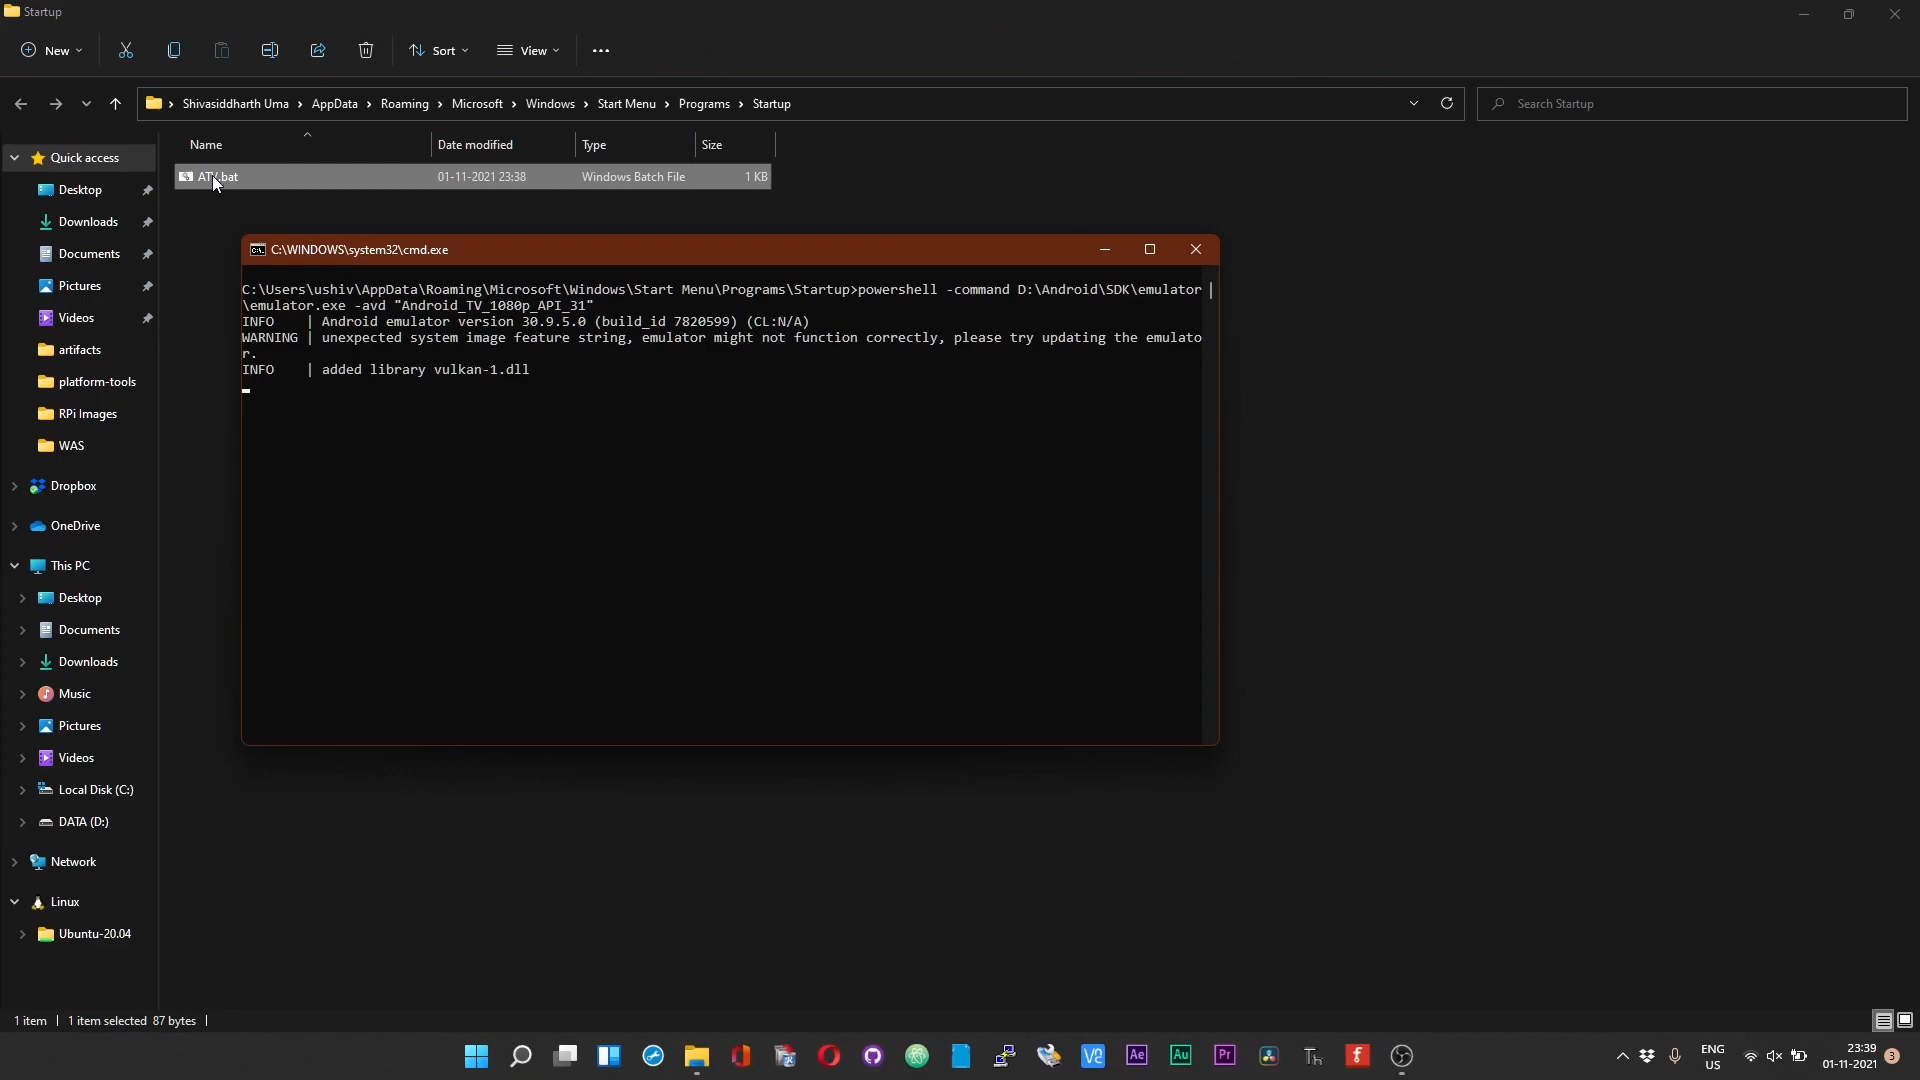 Startup
New
Sort
View
Shivasiddharth Uma › AppData › Roaming › Microsoft › Windows › Start Menu › Programs › Startup
Search Startup
Name
Date modified
Type
Size
Quick access
Desktop
Downloads
Documents
Pictures
Videos
artifacts
platform-tools
RPi Images
WAS
Dropbox
OneDrive
This PC
Desktop
Documents
Downloads
Music
Pictures
Videos
Local Disk (C:)
DATA (D:)
Network
Linux
Ubuntu-20.04
ATV.bat
01-11-2021 23:38
Windows Batch File
1 KB
C:\WINDOWS\system32\cmd.exe
C:\Users\ushiv\AppData\Roaming\Microsoft\Windows\Start Menu\Programs\Startup>powershell -command D:\Android\SDK\emulator
\emulator.exe -avd "Android_TV_1080p_API_31"
INFO | Android emulator version 30.9.5.0 (build_id 7820599) (CL:N/A)
WARNING | unexpected system image feature string, emulator might not function correctly, please try updating the emulato
r.
INFO | added library vulkan-1.dll
1 item
1 item selected 87 bytes
Ae
Au
Pr
Th
ENG
US
23:39
01-11-2021
3